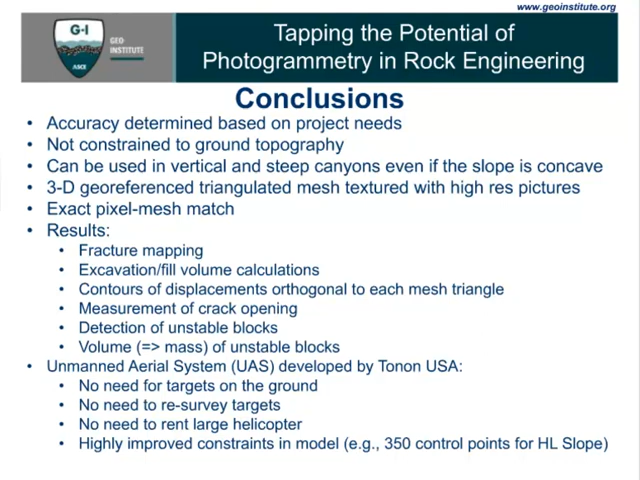 www.geoinstitute.org
G-I
GEO
INSTITUTE
ASCE
Tapping the Potential of
Photogrammetry in Rock Engineering
Conclusions
• Accuracy determined based on project needs
• Not constrained to ground topography
• Can be used in vertical and steep canyons even if the slope is concave
• 3-D georeferenced triangulated mesh textured with high res pictures
• Exact pixel-mesh match
• Results:
• Fracture mapping
• Excavation/fill volume calculations
• Contours of displacements orthogonal to each mesh triangle
• Measurement of crack opening
• Detection of unstable blocks
• Volume (=> mass) of unstable blocks
• Unmanned Aerial System (UAS) developed by Tonon USA:
• No need for targets on the ground
• No need to re-survey targets
• No need to rent large helicopter
• Highly improved constraints in model (e.g., 350 control points for HL Slope)